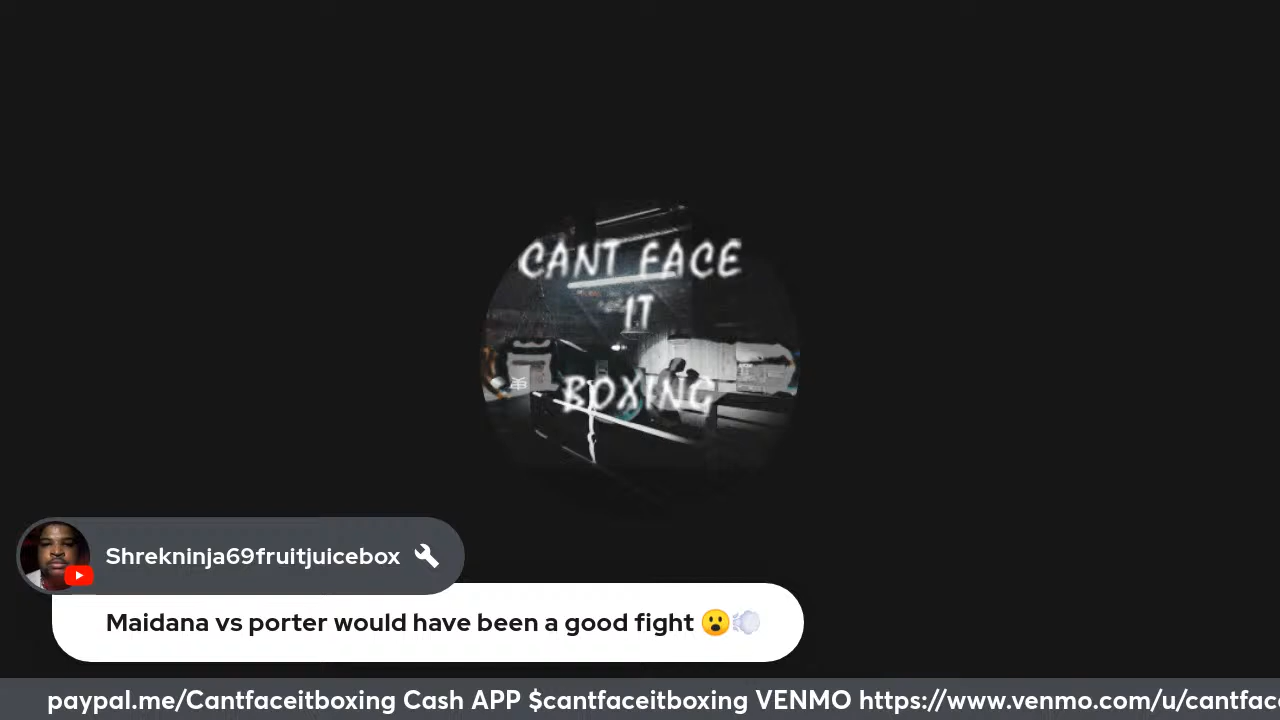 CANT FACE
IT
BOXING
Shrekninja69fruitjuicebox
Maidana vs porter would have been a good fight 😮💨
paypal.me/Cantfaceitboxing Cash APP $cantfaceitboxing VENMO https://www.venmo.com/u/cantfac